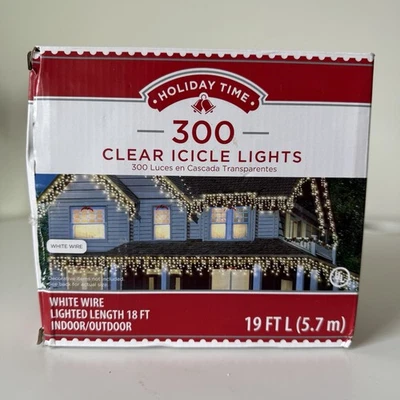 • HOLIDAY TIME •
300
CLEAR ICICLE LIGHTS
300 Luces en Cascada Transparentes
WHITE WIRE
WHITE WIRE
LIGHTED LENGTH 18 FT
INDOOR/OUTDOOR
19 FT L (5.7 m)